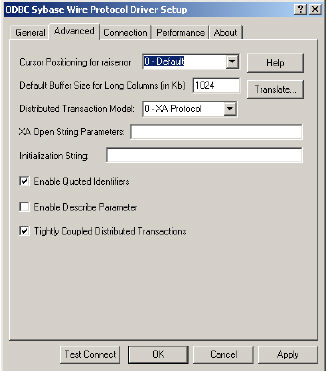 ODBC Sybase Wire Protocol Driver Setup
General Advanced Connection Performance About
Cursor Positioning for raiserror 0 - Default Help
Default Buffer Size for Long Columns (in Kb) 1024 Translate...
Distributed Transaction Model: 0 - XA Protocol
XA Open String Parameters:
Initialization String:
Enable Quoted Identifiers
Enable Describe Parameter
Tightly Coupled Distributed Transactions
Test Connect OK Cancel Apply